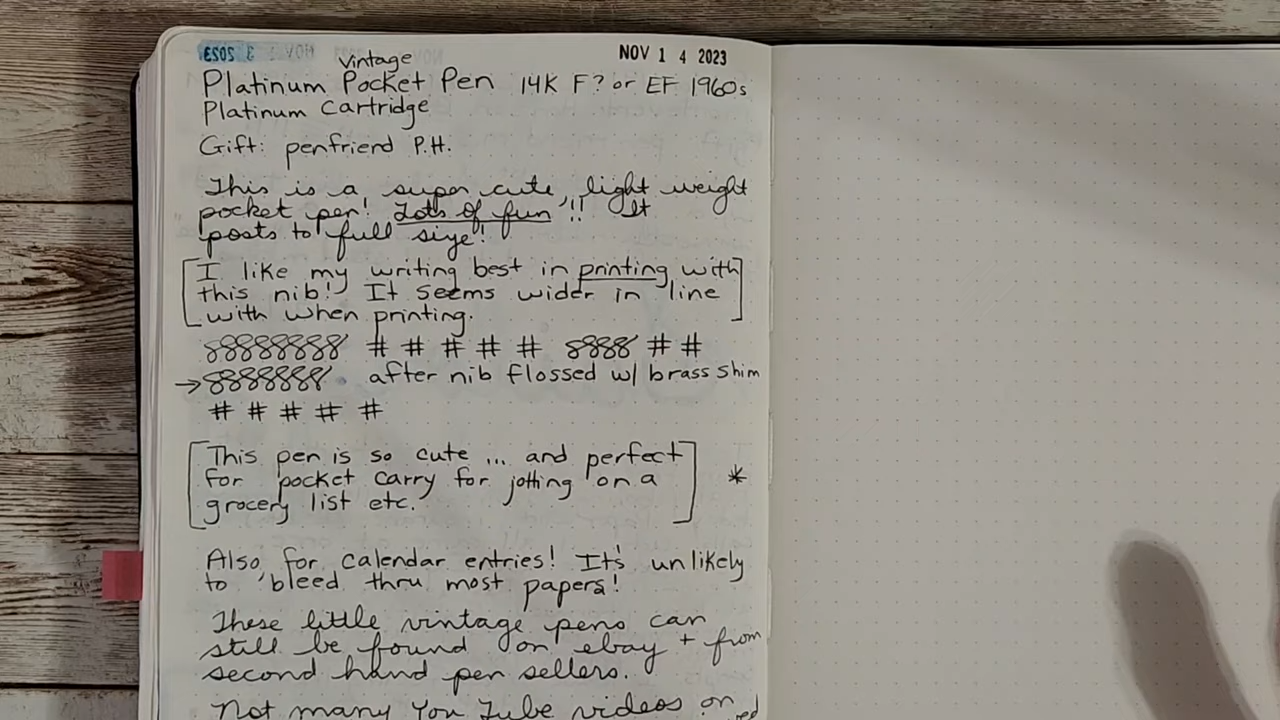 NOV 1 4 2023
Vintage
Platinum Pocket Pen 14K F? or EF 1960s
Platinum Cartridge
Gift: penfriend P.H.
This is a super cute, light weight
pocket pen! Lots of fun!! It
posts to full size!
[I like my writing best in printing with
this nib! It seems wider in line
with when printing.]
88888888 # # # # # 8888 # #
→ 8888888. after nib flossed w/ brass shim
# # # # #
[This pen is so cute ... and perfect
for pocket carry for jotting on a
grocery list etc.] *
Also for calendar entries! It's unlikely
to bleed thru most papers!
These little vintage pens can
still be found on ebay + from
second hand pen sellers.
Not many You Tube videos on